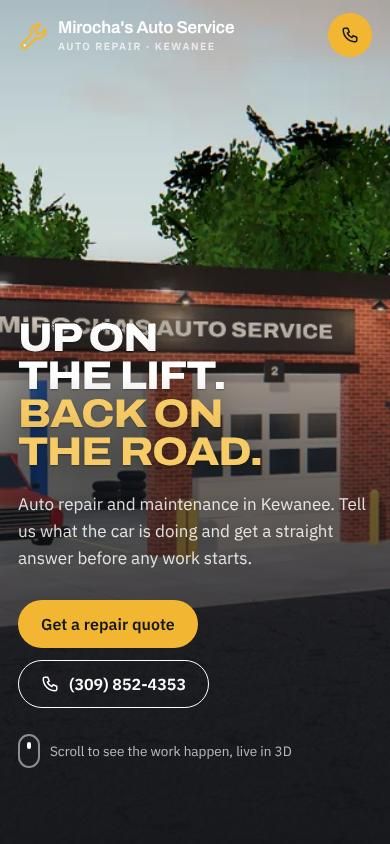 Mirocha's Auto Service
AUTO REPAIR · KEWANEE
MIROCHA'S AUTO SERVICE
UP ON
THE LIFT.
2
BACK ON
THE ROAD.
Auto repair and maintenance in Kewanee. Tell
us what the car is doing and get a straight
answer before any work starts.
Get a repair quote
(309) 852-4353
Scroll to see the work happen, live in 3D